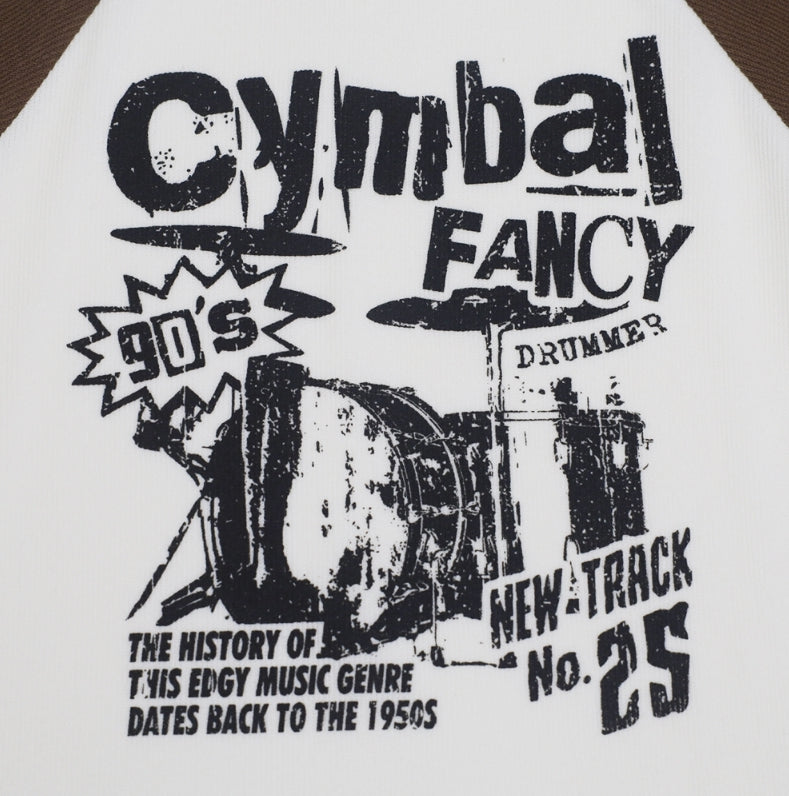 Cymbal
FANCY
90's
DRUMMER
NEW-TRACK
No. 25
THE HISTORY OF
THIS EDGY MUSIC GENRE
DATES BACK TO THE 1950S